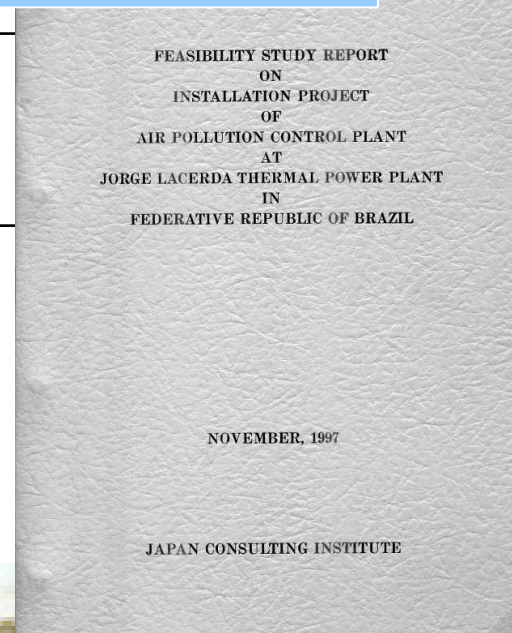 FEASIBILITY STUDY REPORT
ON
INSTALLATION PROJECT
OF
AIR POLLUTION CONTROL PLANT
AT
JORGE LACERDA THERMAL POWER PLANT
IN
FEDERATIVE REPUBLIC OF BRAZIL
NOVEMBER, 1997
JAPAN CONSULTING INSTITUTE